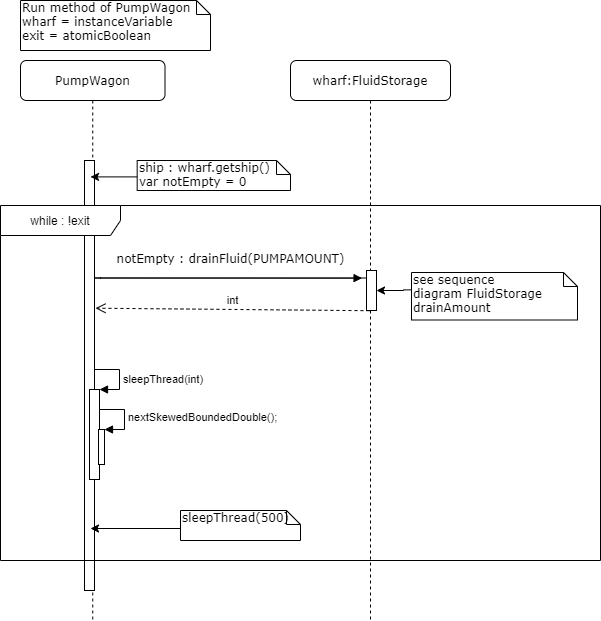 Run method of PumpWagon
wharf = instanceVariable
exit = atomicBoolean
PumpWagon
wharf:FluidStorage
ship : wharf.getship()
var notEmpty = 0
while : !exit
notEmpty : drainFluid(PUMPAMOUNT)
see sequence
diagram FluidStorage
drainAmount
int
sleepThread(int)
nextSkewedBoundedDouble();
sleepThread(500)